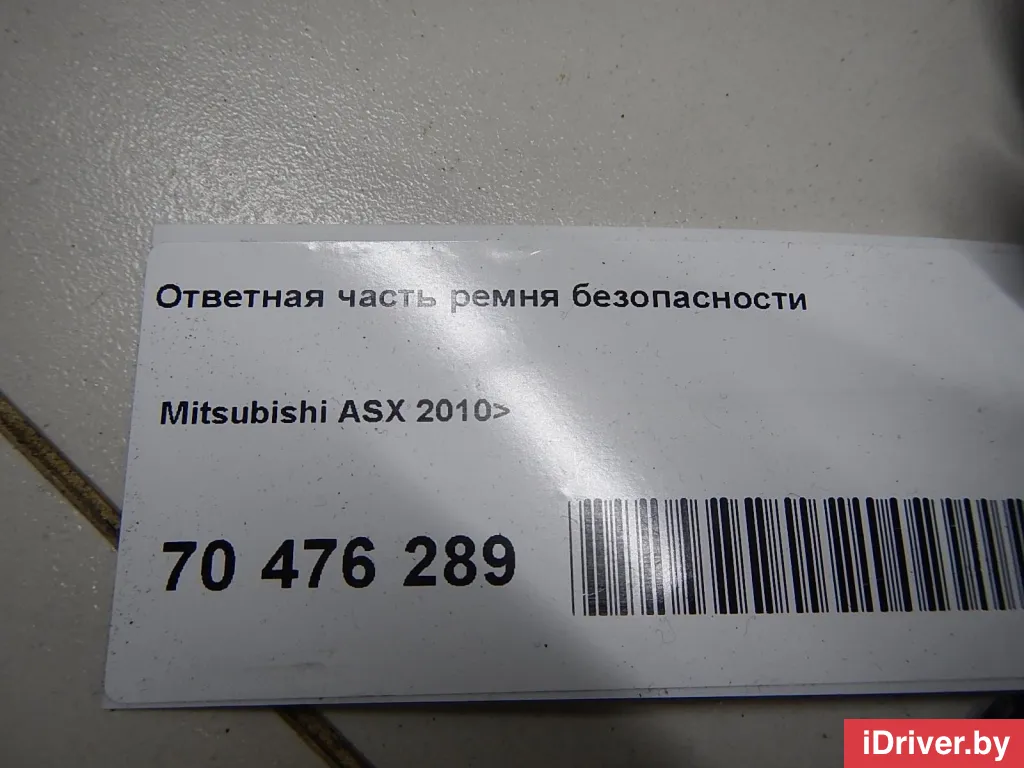 Ответная часть ремня безопасности
Mitsubishi ASX 2010>
70 476 289
iDriver.by